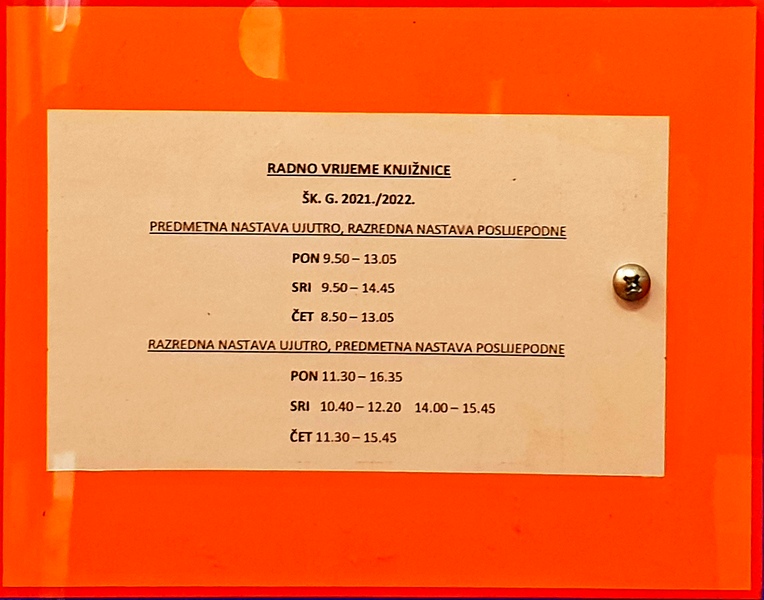 RADNO VRIJEME KNJIŽNICE
ŠK. G. 2021./2022.
PREDMETNA NASTAVA UJUTRO, RAZREDNA NASTAVA POSLIJEPODNE
PON 9.50 – 13.05
SRI 9.50 – 14.45
ČET 8.50 – 13.05
RAZREDNA NASTAVA UJUTRO, PREDMETNA NASTAVA POSLIJEPODNE
PON 11.30 – 16.35
SRI 10.40 – 12.20 14.00 – 15.45
ČET 11.30 – 15.45